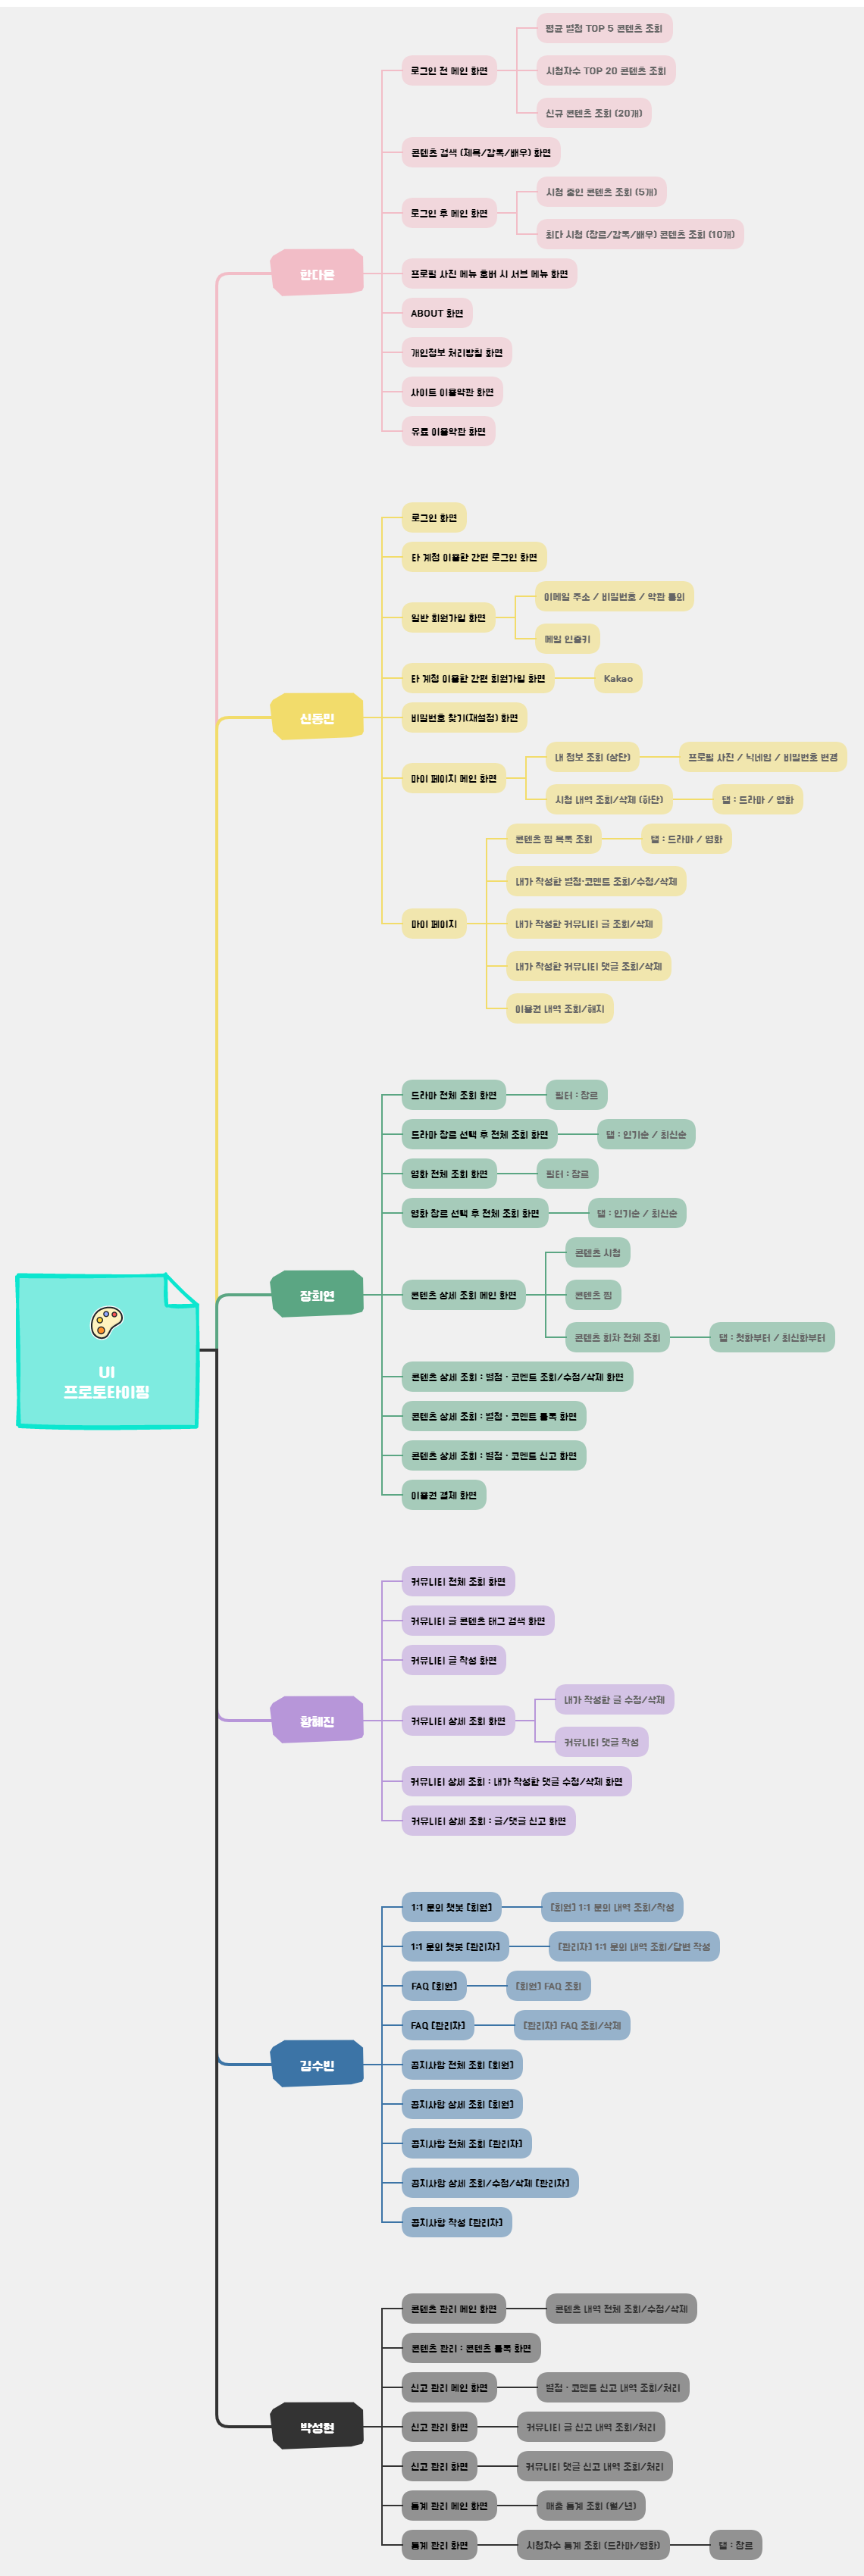 UI
프로토타이핑
한다은
로그인 전 메인 화면
평균 별점 TOP 5 콘텐츠 조회
시청자수 TOP 20 콘텐츠 조회
신규 콘텐츠 조회 (20개)
콘텐츠 검색 (제목/감독/배우) 화면
로그인 후 메인 화면
시청 중인 콘텐츠 조회 (5개)
최다 시청 (장르/감독/배우) 콘텐츠 조회 (10개)
프로필 사진 메뉴 호버 시 서브 메뉴 화면
ABOUT 화면
개인정보 처리방침 화면
사이트 이용약관 화면
유료 이용약관 화면
신동민
로그인 화면
타 계정 이용한 간편 로그인 화면
일반 회원가입 화면
이메일 주소 / 비밀번호 / 약관 동의
메일 인증키
타 계정 이용한 간편 회원가입 화면
Kakao
비밀번호 찾기(재설정) 화면
마이 페이지 메인 화면
내 정보 조회 (상단)
프로필 사진 / 닉네임 / 비밀번호 변경
시청 내역 조회/삭제 (하단)
탭 : 드라마 / 영화
마이 페이지
콘텐츠 찜 목록 조회
탭 : 드라마 / 영화
내가 작성한 별점·코멘트 조회/수정/삭제
내가 작성한 커뮤니티 글 조회/삭제
내가 작성한 커뮤니티 댓글 조회/삭제
이용권 내역 조회/해지
장희연
드라마 전체 조회 화면
필터 : 장르
드라마 장르 선택 후 전체 조회 화면
탭 : 인기순 / 최신순
영화 전체 조회 화면
필터 : 장르
영화 장르 선택 후 전체 조회 화면
탭 : 인기순 / 최신순
콘텐츠 상세 조회 메인 화면
콘텐츠 시청
콘텐츠 찜
콘텐츠 회차 전체 조회
탭 : 첫화부터 / 최신화부터
콘텐츠 상세 조회 : 별점 · 코멘트 조회/수정/삭제 화면
콘텐츠 상세 조회 : 별점 · 코멘트 등록 화면
콘텐츠 상세 조회 : 별점 · 코멘트 신고 화면
이용권 결제 화면
황혜진
커뮤니티 전체 조회 화면
커뮤니티 글 콘텐츠 태그 검색 화면
커뮤니티 글 작성 화면
커뮤니티 상세 조회 화면
내가 작성한 글 수정/삭제
커뮤니티 댓글 작성
커뮤니티 상세 조회 : 내가 작성한 댓글 수정/삭제 화면
커뮤니티 상세 조회 : 글/댓글 신고 화면
김수빈
1:1 문의 챗봇 [회원]
[회원] 1:1 문의 내역 조회/작성
1:1 문의 챗봇 [관리자]
[관리자] 1:1 문의 내역 조회/답변 작성
FAQ [회원]
[회원] FAQ 조회
FAQ [관리자]
[관리자] FAQ 조회/삭제
공지사항 전체 조회 [회원]
공지사항 상세 조회 [회원]
공지사항 전체 조회 [관리자]
공지사항 상세 조회/수정/삭제 [관리자]
공지사항 작성 [관리자]
박성현
콘텐츠 관리 메인 화면
콘텐츠 내역 전체 조회/수정/삭제
콘텐츠 관리 : 콘텐츠 등록 화면
신고 관리 메인 화면
별점 · 코멘트 신고 내역 조회/처리
신고 관리 화면
커뮤니티 글 신고 내역 조회/처리
신고 관리 화면
커뮤니티 댓글 신고 내역 조회/처리
통계 관리 메인 화면
매출 통계 조회 (월/년)
통계 관리 화면
시청자수 통계 조회 (드라마/영화)
탭 : 장르